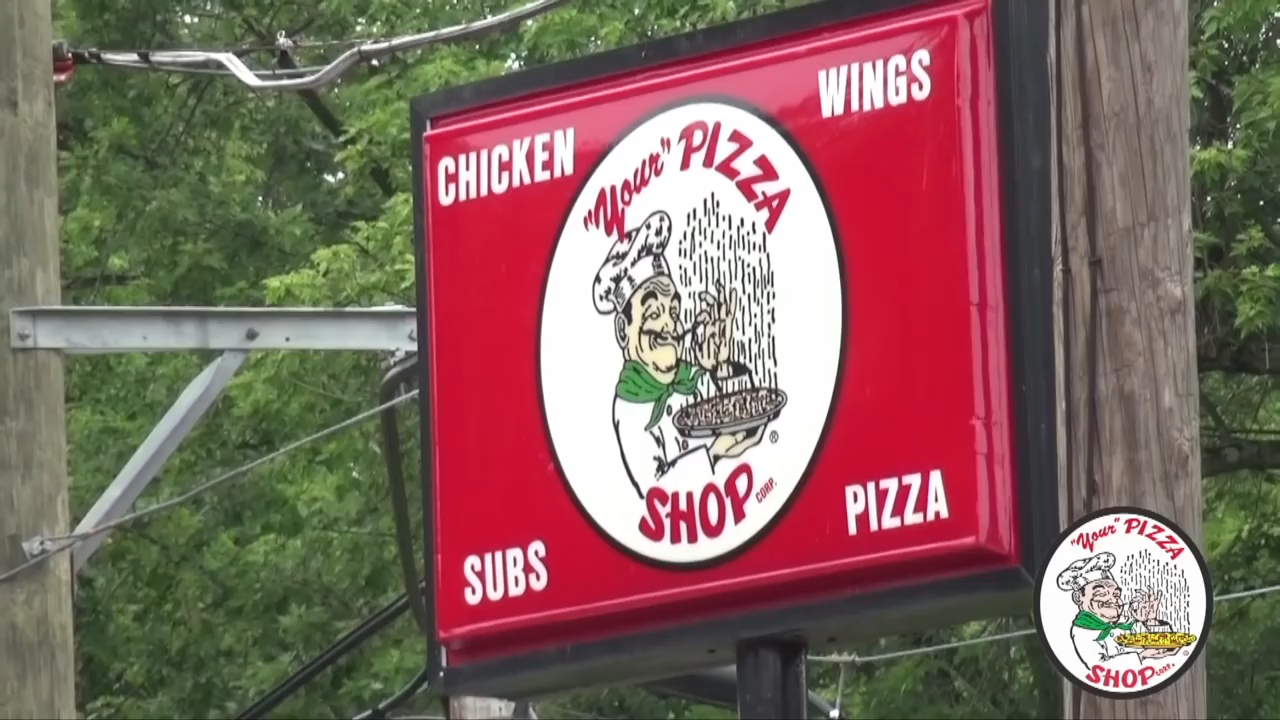 CHICKEN
WINGS
"Your" PIZZA
SHOP CORP.
®
SUBS
PIZZA
"Your" PIZZA
SHOP CORP.